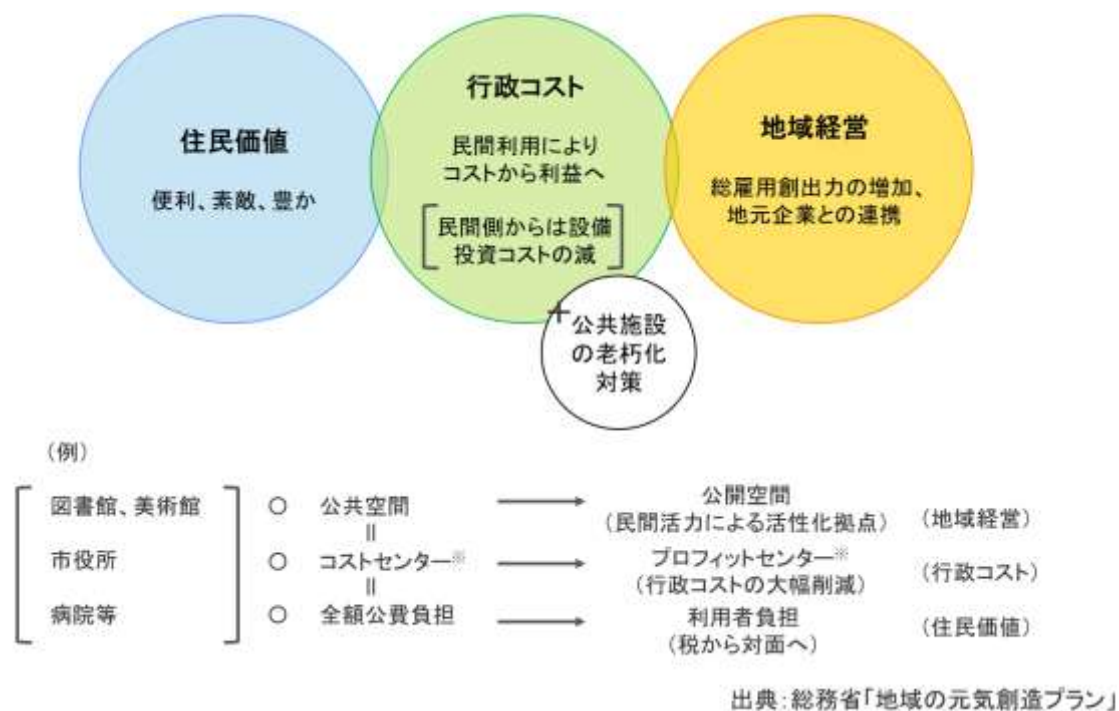 住民価値
便利、素敵、豊か
行政コスト
民間利用により
コストから利益へ
民間側からは設備
投資コストの減
地域経営
総雇用創出力の増加、
地元企業との連携
+
公共施設
の老朽化
対策
(例)
図書館、美術館
市役所
病院等
○ 公共空間
||
○ コストセンター※
||
○ 全額公費負担
公開空間
(民間活力による活性化拠点)
(地域経営)
プロフィットセンター※
(行政コストの大幅削減)
(行政コスト)
利用者負担
(税から対面へ)
(住民価値)
出典:総務省「地域の元気創造プラン」